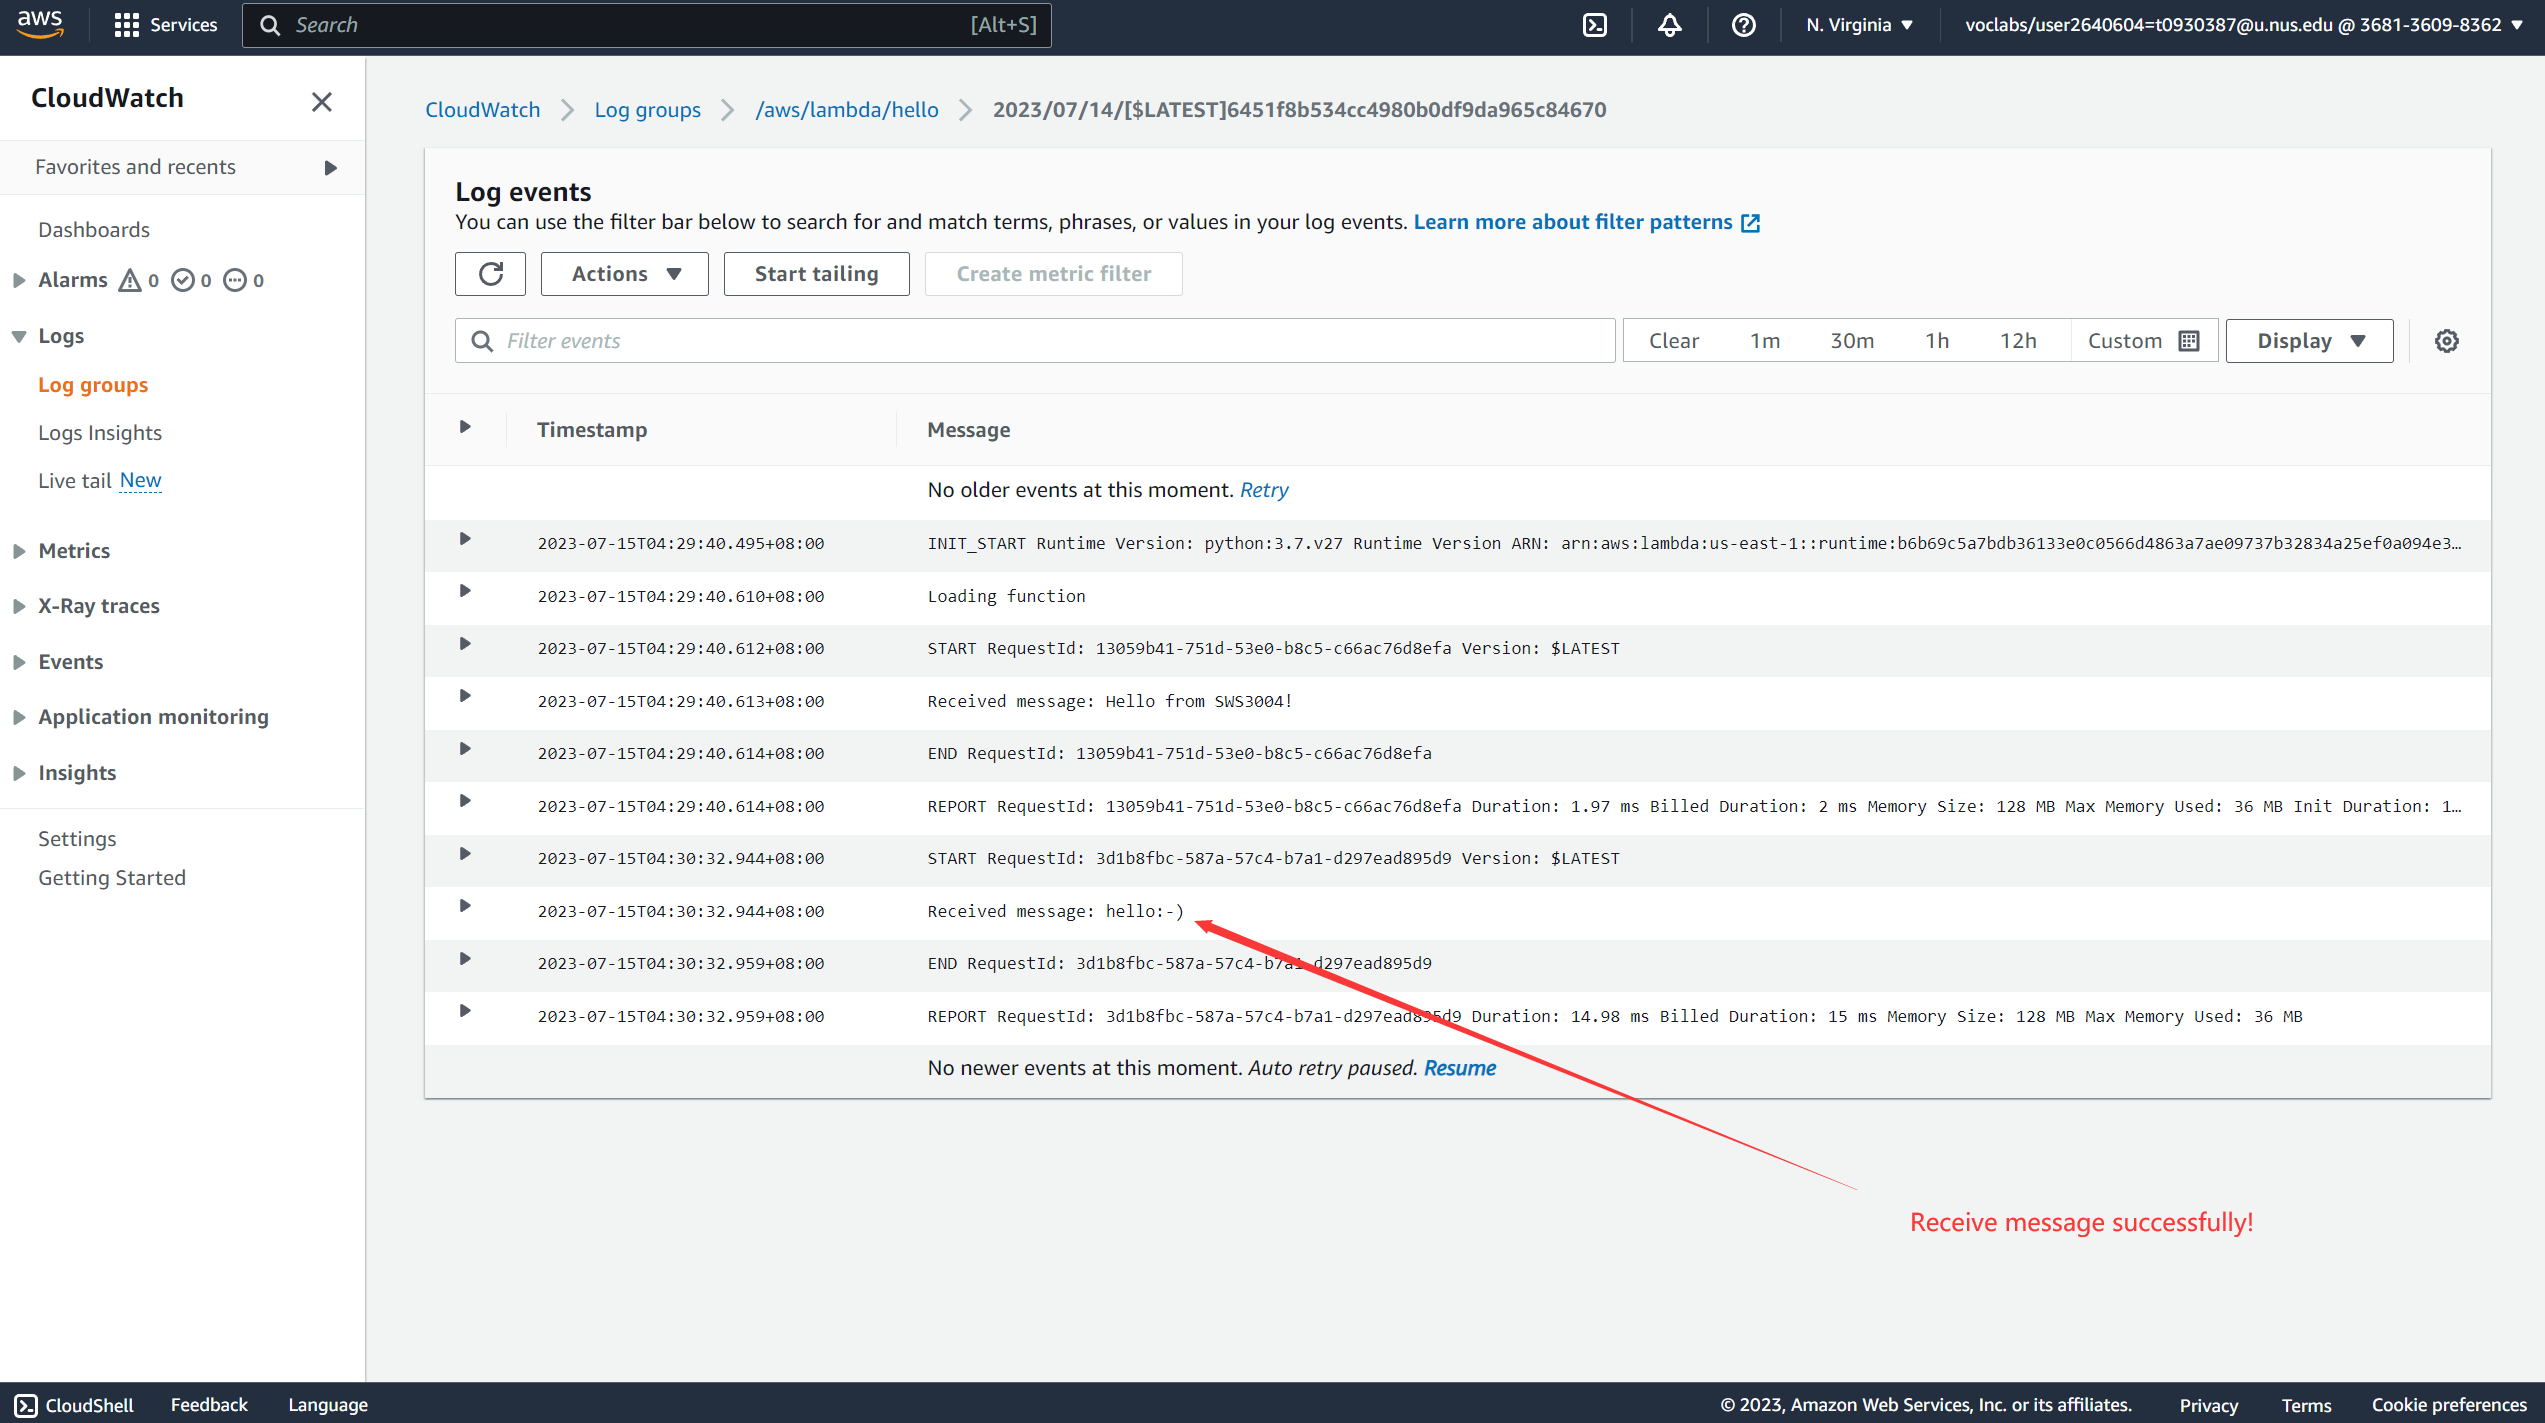 aws Services Search [Alt+S] N. Virginia voclabs/user2640604=t0930387@u.nus.edu @ 3681-3609-8362
CloudWatch
Favorites and recents
Dashboards
Alarms 0 0 0
Logs
Log groups
Logs Insights
Live tail New
Metrics
X-Ray traces
Events
Application monitoring
Insights
Settings
Getting Started
CloudWatch Log groups /aws/lambda/hello 2023/07/14/[$LATEST]6451f8b534cc4980b0df9da965c84670
Log events
You can use the filter bar below to search for and match terms, phrases, or values in your log events. Learn more about filter patterns
Actions Start tailing Create metric filter
Filter events Clear 1m 30m 1h 12h Custom Display
Timestamp Message
No older events at this moment. Retry
2023-07-15T04:29:40.495+08:00 INIT_START Runtime Version: python:3.7.v27 Runtime Version ARN: arn:aws:lambda:us-east-1::runtime:b6b69c5a7bdb36133e0c0566d4863a7ae09737b32834a25ef0a094e3…
2023-07-15T04:29:40.610+08:00 Loading function
2023-07-15T04:29:40.612+08:00 START RequestId: 13059b41-751d-53e0-b8c5-c66ac76d8efa Version: $LATEST
2023-07-15T04:29:40.613+08:00 Received message: Hello from SWS3004!
2023-07-15T04:29:40.614+08:00 END RequestId: 13059b41-751d-53e0-b8c5-c66ac76d8efa
2023-07-15T04:29:40.614+08:00 REPORT RequestId: 13059b41-751d-53e0-b8c5-c66ac76d8efa Duration: 1.97 ms Billed Duration: 2 ms Memory Size: 128 MB Max Memory Used: 36 MB Init Duration: 1…
2023-07-15T04:30:32.944+08:00 START RequestId: 3d1b8fbc-587a-57c4-b7a1-d297ead895d9 Version: $LATEST
2023-07-15T04:30:32.944+08:00 Received message: hello:-)
2023-07-15T04:30:32.959+08:00 END RequestId: 3d1b8fbc-587a-57c4-b7a1-d297ead895d9
2023-07-15T04:30:32.959+08:00 REPORT RequestId: 3d1b8fbc-587a-57c4-b7a1-d297ead895d9 Duration: 14.98 ms Billed Duration: 15 ms Memory Size: 128 MB Max Memory Used: 36 MB
No newer events at this moment. Auto retry paused. Resume
Receive message successfully!
CloudShell Feedback Language © 2023, Amazon Web Services, Inc. or its affiliates. Privacy Terms Cookie preferences